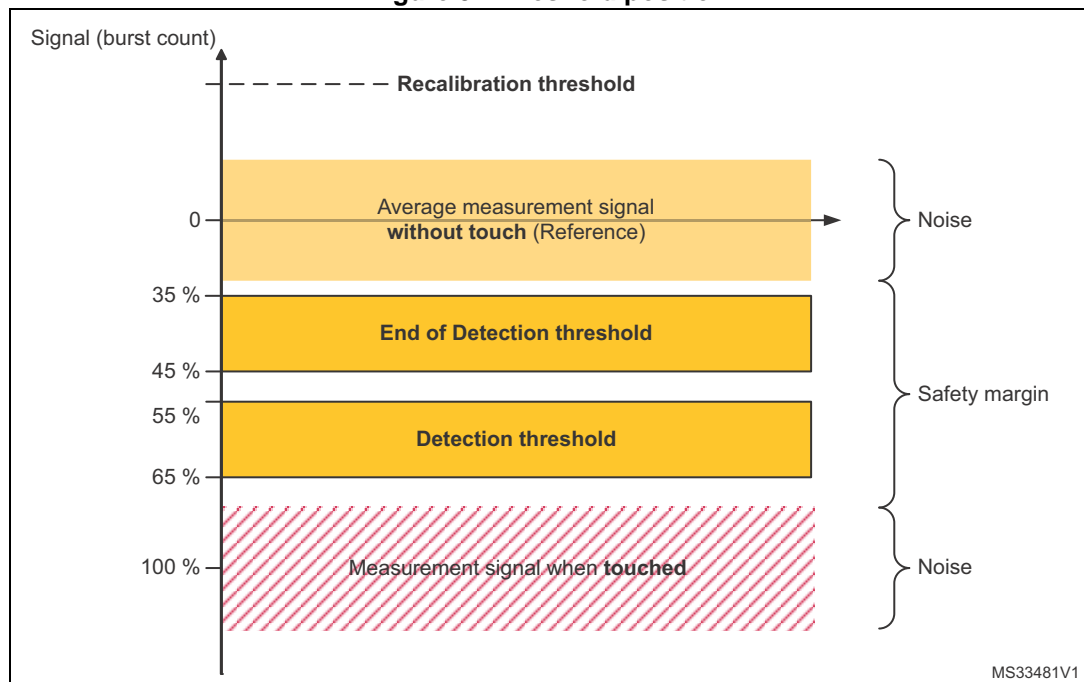 Signal (burst count)
Recalibration threshold
Average measurement signal
0
without touch (Reference)
Noise
35 %
End of Detection threshold
45 %
Safety margin
55 %
Detection threshold
65 %
100 %
Measurement signal when touched
Noise
MS33481V1